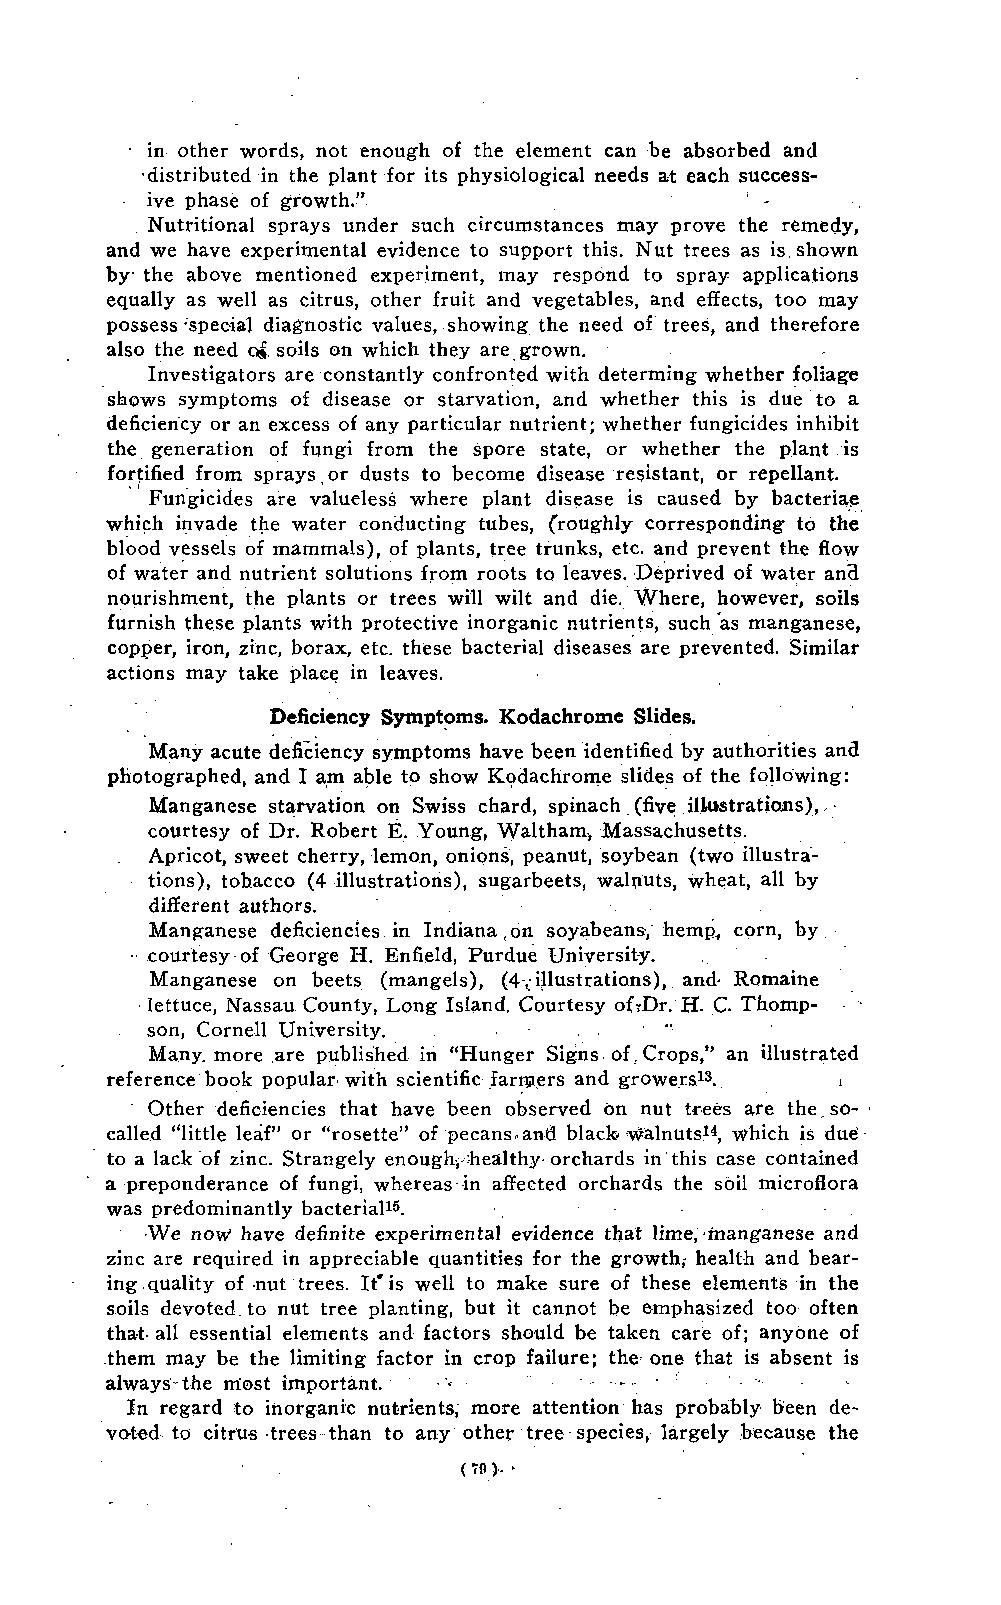 in other words, not enough of the element can be absorbed and
distributed in the plant for its physiological needs at each success-
ive phase of growth."
Nutritional sprays under such circumstances may prove the remedy,
and we have experimental evidence to support this. Nut trees as is shown
by the above mentioned experiment, may respond to spray applications
equally as well as citrus, other fruit and vegetables, and effects, too may
possess special diagnostic values, showing the need of trees, and therefore
also the need of soils on which they are grown.
Investigators are constantly confronted with determing whether foliage
shows symptoms of disease or starvation, and whether this is due to a
deficiency or an excess of any particular nutrient; whether fungicides inhibit
the generation of fungi from the spore state, or whether the plant is
fortified from sprays or dusts to become disease resistant, or repellant.
Fungicides are valueless where plant disease is caused by bacteriae
which invade the water conducting tubes, (roughly corresponding to the
blood vessels of mammals), of plants, tree trunks, etc. and prevent the flow
of water and nutrient solutions from roots to leaves. Deprived of water and
nourishment, the plants or trees will wilt and die. Where, however, soils
furnish these plants with protective inorganic nutrients, such as manganese,
copper, iron, zinc, borax, etc. these bacterial diseases are prevented. Similar
actions may take place in leaves.
Deficiency Symptoms. Kodachrome Slides.
Many acute deficiency symptoms have been identified by authorities and
photographed, and I am able to show Kodachrome slides of the following:
Manganese starvation on Swiss chard, spinach (five illustrations),
courtesy of Dr. Robert E. Young, Waltham, Massachusetts.
Apricot, sweet cherry, lemon, onions, peanut, soybean (two illustra-
tions), tobacco (4 illustrations), sugarbeets, walnuts, wheat, all by
different authors.
Manganese deficiencies in Indiana on soyabeans, hemp, corn, by
courtesy of George H. Enfield, Purdue University.
Manganese on beets (mangels), (4 illustrations), and Romaine
lettuce, Nassau County, Long Island. Courtesy of Dr. H. C. Thomp-
son, Cornell University.
Many more are published in "Hunger Signs of Crops," an illustrated
reference book popular with scientific farmers and growers13.
Other deficiencies that have been observed on nut trees are the so-
called "little leaf" or "rosette" of pecans and black walnuts14, which is due
to a lack of zinc. Strangely enough, healthy orchards in this case contained
a preponderance of fungi, whereas in affected orchards the soil microflora
was predominantly bacterial15.
We now have definite experimental evidence that lime, manganese and
zinc are required in appreciable quantities for the growth, health and bear-
ing quality of nut trees. It is well to make sure of these elements in the
soils devoted to nut tree planting, but it cannot be emphasized too often
that all essential elements and factors should be taken care of; anyone of
them may be the limiting factor in crop failure; the one that is absent is
always the most important.
In regard to inorganic nutrients, more attention has probably been de-
voted to citrus trees than to any other tree species, largely because the
(79)